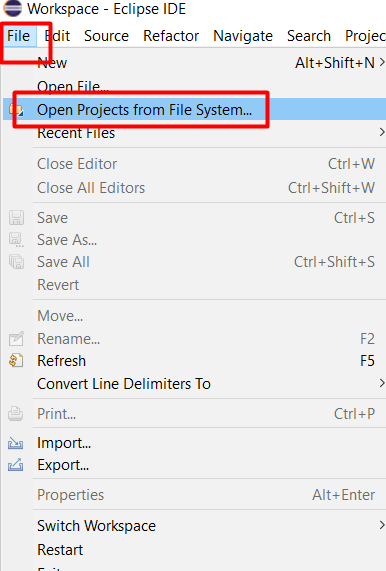 Workspace - Eclipse IDE
File Edit Source Refactor Navigate Search Projec
New Alt+Shift+N
Open File...
Open Projects from File System...
Recent Files
Close Editor Ctrl+W
Close All Editors Ctrl+Shift+W
Save Ctrl+S
Save As...
Save All Ctrl+Shift+S
Revert
Move...
Rename... F2
Refresh F5
Convert Line Delimiters To
Print... Ctrl+P
Import...
Export...
Properties Alt+Enter
Switch Workspace
Restart